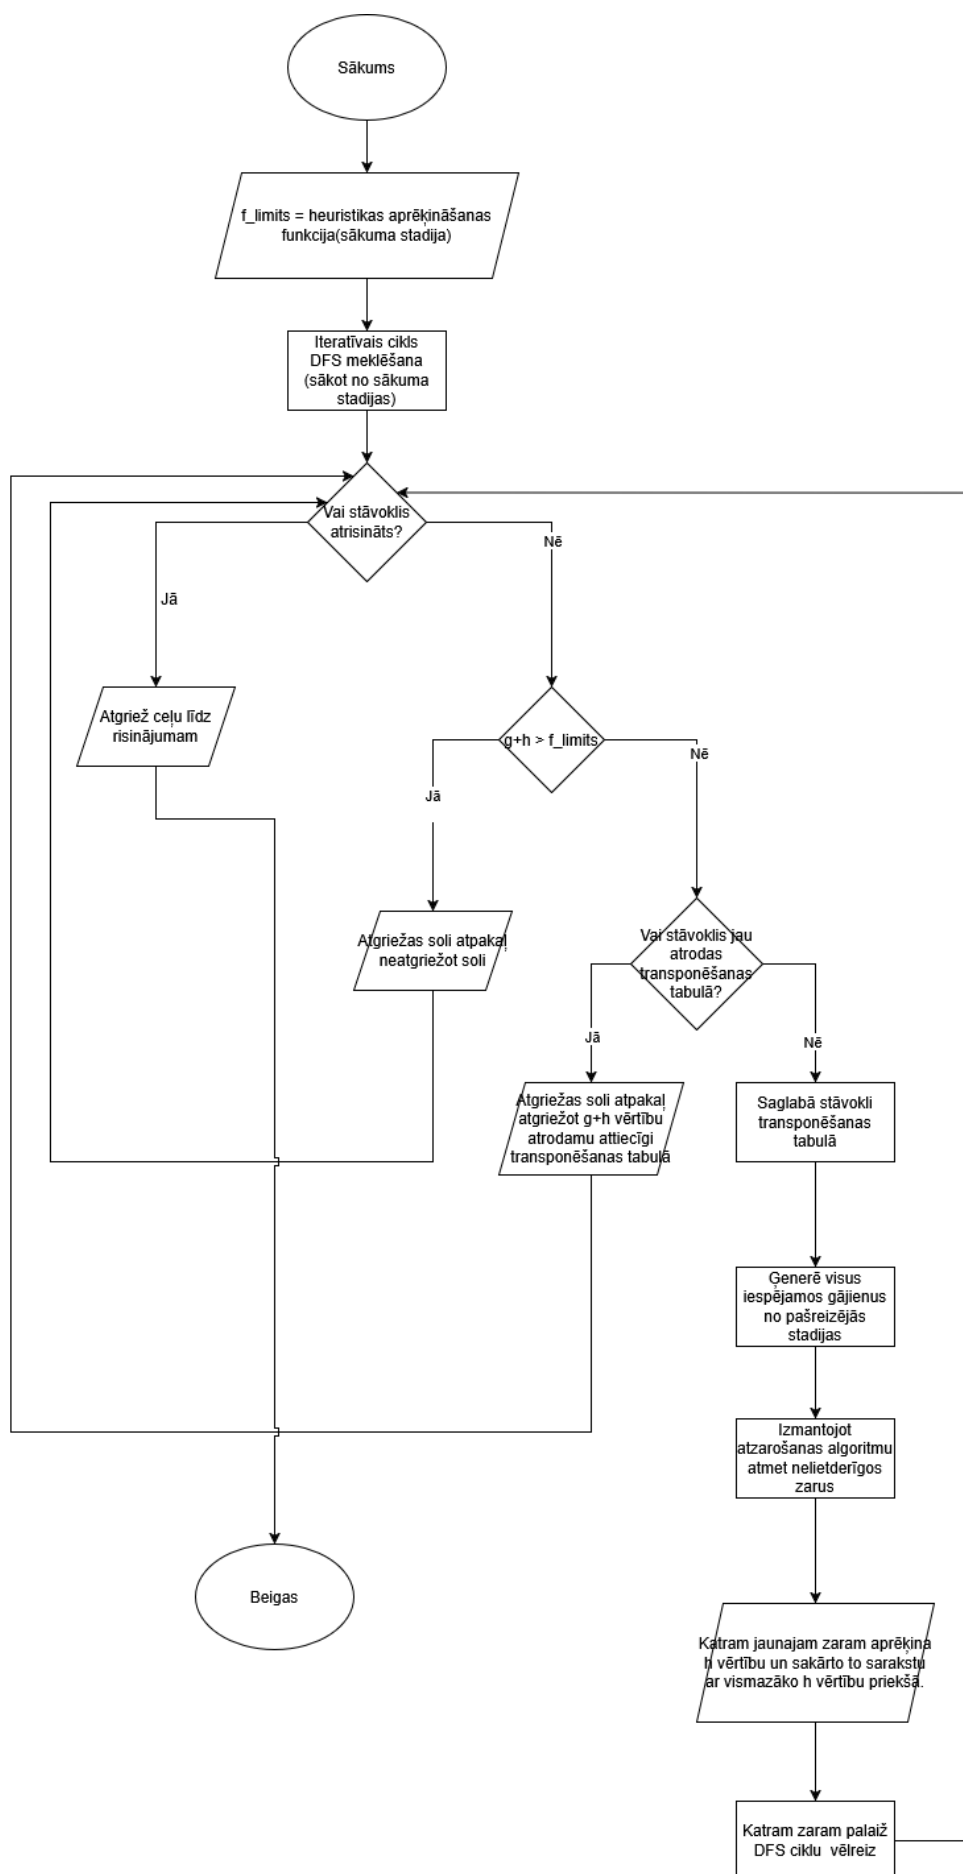 Sākums
f_limits = heuristikas aprēķināšanas
funkcija(sākuma stadija)
Iteratīvais cikls
DFS meklēšana
(sākot no sākuma
stadijas)
Vai stāvoklis
atrisināts?
Jā
Nē
Atgriež ceļu līdz
risinājumam
g+h > f_limits
Jā
Nē
Atgriežas soli atpakaļ
neatgriežot soli
Vai stāvoklis jau
atrodas
transponēšanas
tabulā?
Jā
Nē
Atgriežas soli atpakaļ
atgriežot g+h vērtību
atrodamu attiecīgi
transponēšanas tabulā
Saglabā stāvokli
transponēšanas
tabulā
Ģenerē visus
iespējamos gājienus
no pašreizējās
stadijas
Izmantojot
atzarošanas algoritmu
atmet nelietderīgos
zarus
Beigas
Katram jaunajam zaram aprēķina
h vērtību un sakārto to sarakstu
ar vismazāko h vērtību priekšā.
Katram zaram palaiž
DFS ciklu vēlreiz